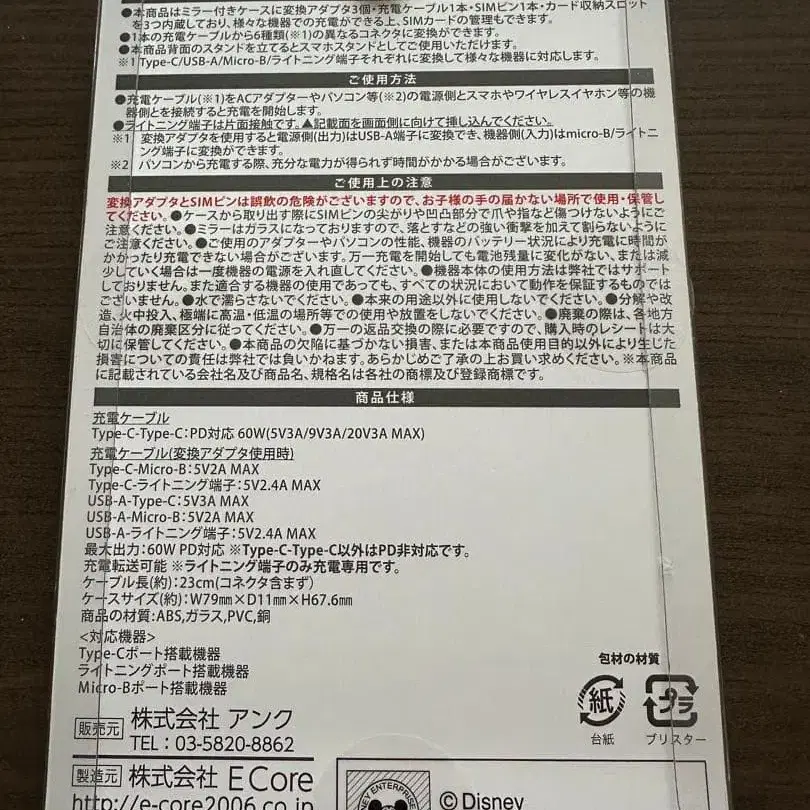 ●本商品はミラー付きケースに変換アダプタ3個・充電ケーブル1本・SIMピン1本・カード収納スロット
を3つ内蔵しており、様々な機器での充電ができる上、SIMカードの管理もできます。
●1本の充電ケーブルから6種類(※1)の異なるコネクタに変換ができます。
●本商品背面のスタンドを立てるとスマホスタンドとしてご使用いただけます。
※1 Type-C/USB-A/Micro-B/ライトニング端子それぞれに変換して様々な機器に対応します。
ご使用方法
●充電ケーブル(※1)をACアダプターやパソコン等(※2)の電源側とスマホやワイヤレスイヤホン等の機
器側とを接続すると充電を開始します。
●ライトニング端子は片面接触です。▲記載面を画面側に向けて挿し込んでください。
※1 変換アダプタを使用すると電源側(出力)はUSB-A端子に変換でき、機器側(入力)はmicro-B/ライトニ
ング端子に変換ができます。
※2 パソコンから充電する際、充分な電力が得られず時間がかかる場合がございます。
ご使用上の注意
変換アダプタとSIMピンは誤飲の危険がございますので、お子様の手の届かない場所で使用・保管し
てください。●ケースから取り出す際にSIMピンの尖がりや凹凸部分で爪や指など傷つけないようにご
注意ください。●ミラーはガラスになっておりますので、落とすなどの強い衝撃を加えて割らないように
ご注意ください。●ご使用のアダプターやパソコンの性能、機器のバッテリー状況により充電に時間が
かかったり充電できない場合がございます。万一充電を開始しても電池残量に変化がない、または減
少していく場合は一度機器の電源を入れ直してください。●機器本体の使用方法は弊社ではサポート
しておりません。また適合する機器の使用であっても、すべての状況において動作を保証するものでは
ございません。●水で濡らさないでください。●本来の用途以外に使用しないでください。●分解や改
造、火中投入、極端に高温・低温の場所等での使用や放置をしないでください。●廃棄の際は、各地方
自治体の廃棄区分に従ってください。●万一の返品交換の際に必要ですので、購入時のレシートは大
切に保管してください。●本商品の欠陥に基づかない損害、または本商品使用目的以外により生じた
損害についての責任は弊社では負いかねます。あらかじめご了承の上お買い求めください。※本商品
に記載されている会社名及び商品名、規格名は各社の商標及び登録商標です。
商品仕様
充電ケーブル
Type-C-Type-C:PD対応 60W(5V3A/9V3A/20V3A MAX)
充電ケーブル(変換アダプタ使用時)
Type-C-Micro-B:5V2A MAX
Type-C-ライトニング端子:5V2.4A MAX
USB-A-Type-C:5V3A MAX
USB-A-Micro-B:5V2A MAX
USB-A-ライトニング端子:5V2.4A MAX
最大出力:60W PD対応 ※Type-C-Type-C以外はPD非対応です。
充電転送可能 ※ライトニング端子のみ充電専用です。
ケーブル長(約):23cm(コネクタ含まず)
ケースサイズ(約):W79mm×D11mm×H67.6mm
商品の材質:ABS,ガラス,PVC,銅
<対応機器>
Type-Cポート搭載機器
ライトニングポート搭載機器
Micro-Bポート搭載機器
包材の材質
紙 プラ
台紙 ブリスター
販売元 株式会社 アンク
TEL:03-5820-8862
製造元 株式会社 E Core
http://e-core2006.co.jp
NEY ENTERPRISE
©Disney